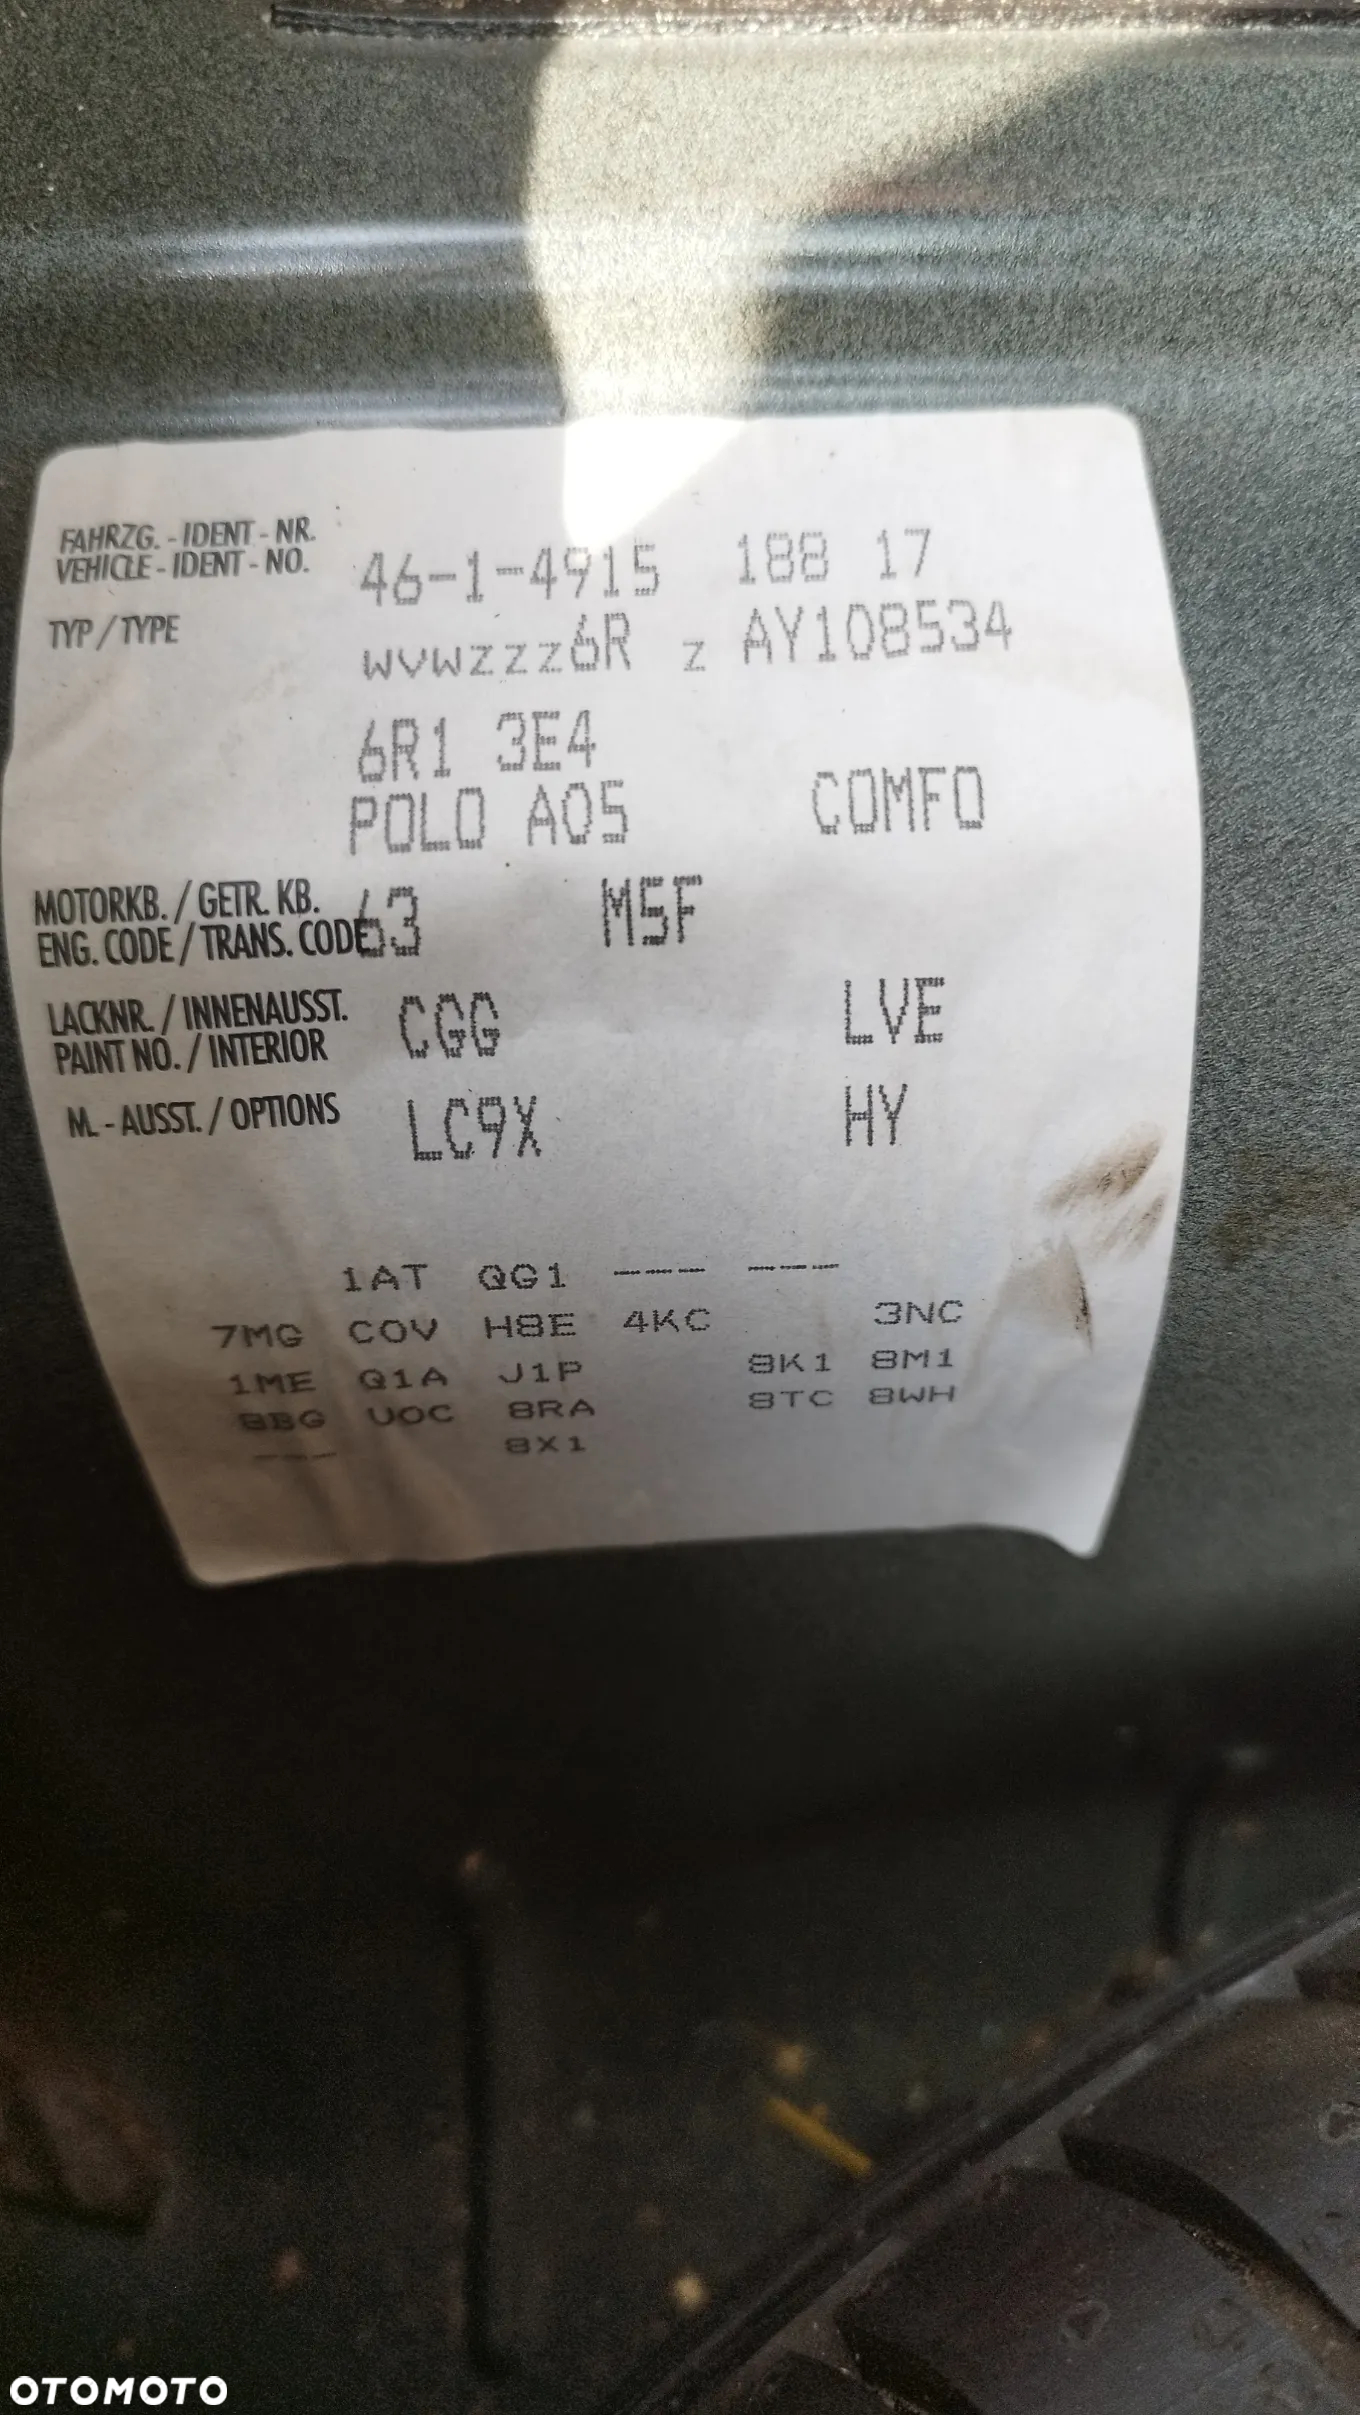 FAHRZG. - IDENT - NR.
VEHICLE - IDENT - NO.
46-1-4915 188 17
TYP / TYPE
WVWZZZ6R Z AY108534
6R1 3E4
POLO A05 COMFO
MOTORKB. / GETR. KB.
ENG. CODE / TRANS. CODE
63 M5F
LACKNR. / INNENAUSST.
PAINT NO. / INTERIOR
CGG LVE
M. - AUSST. / OPTIONS
LC9X HY
1AT QG1 --- ---
7MG C0V H8E 4KC 3NC
1ME Q1A J1P 8K1 8M1
8BG U0C 8RA 8TC 8WH
--- 8X1
OTOMOTO